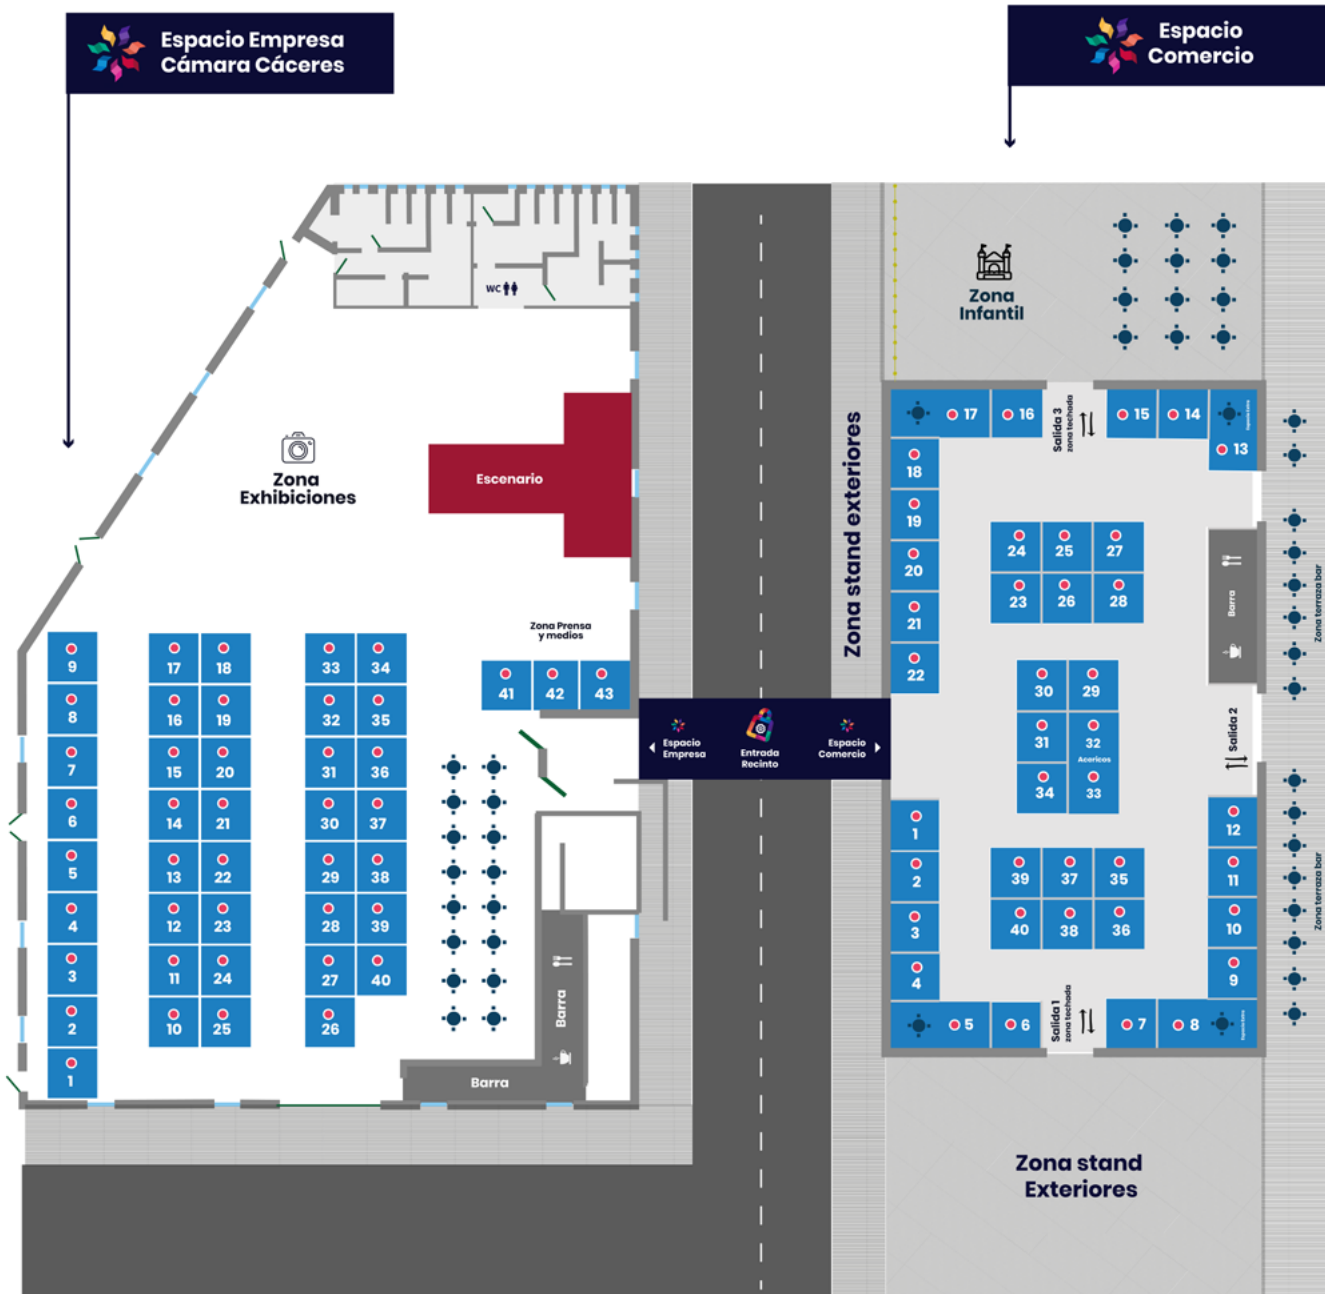 Espacio Empresa
Cámara Cáceres
Espacio
Comercio
WC
Zona
Infantil
Zona
Exhibiciones
Escenario
Zona Prensa
y medios
41 42 43
9
8
7
6
5
4
3
2
1
17 18
16 19
15 20
14 21
13 22
12 23
11 24
10 25
33 34
32 35
31 36
30 37
29 38
28 39
27 40
26
Barra
Barra
Zona stand exteriores
Espacio
Empresa
Entrada
Recinto
Espacio
Comercio
17 16
Salida 3
zona techada
15 14
13
18
19
20
21
22
24 25 27
23 26 28
Barra
Zona terraza bar
30 29
31 32
Acericos
34 33
Salida 2
1
2
3
4
12
11
10
9
39 37 35
40 38 36
Zona terraza bar
5 6
Salida 1
zona techada
7 8
Zona stand
Exteriores